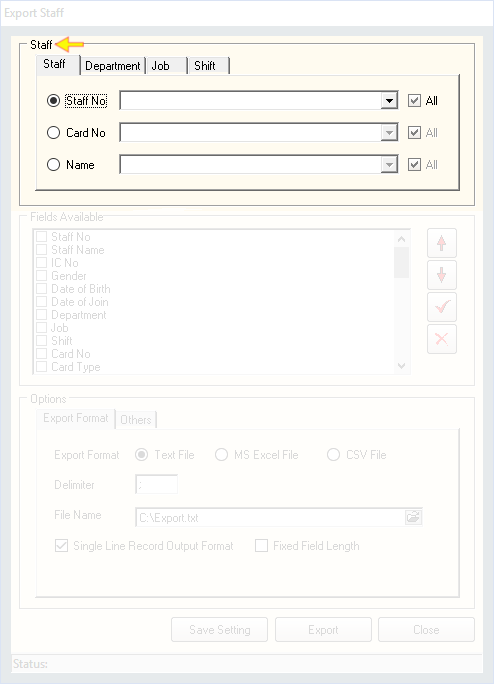 Export Staff
Staff
Staff Department Job Shift
Staff No All
Card No All
Name All
Fields Available
Staff No
Staff Name
IC No
Gender
Date of Birth
Date of Join
Department
Job
Shift
Card No
Card Type
Options
Export Format Others
Export Format Text File MS Excel File CSV File
Delimiter ;
File Name C:\Export.txt
Single Line Record Output Format Fixed Field Length
Save Setting Export Close
Status: